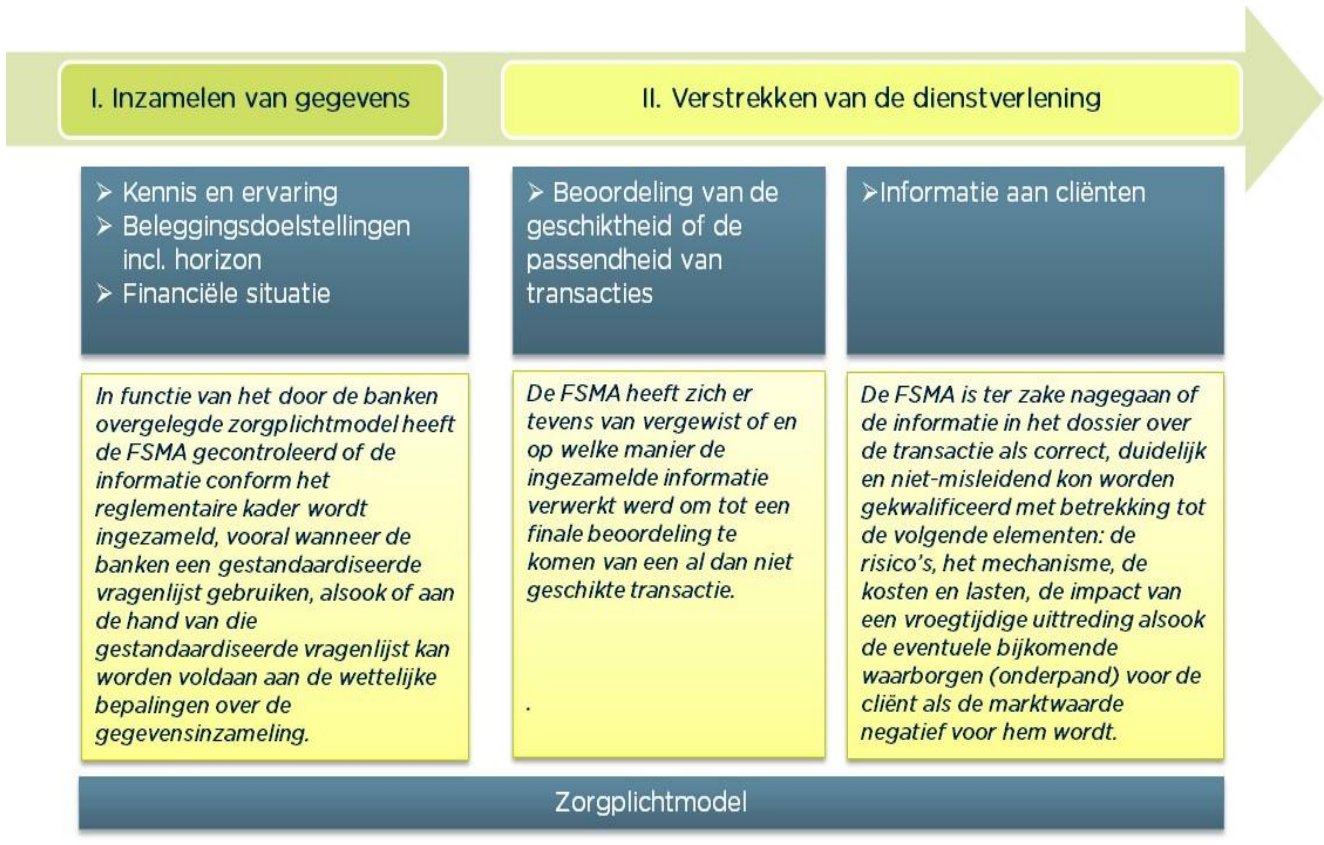 I. Inzamelen van gegevens
II. Verstrekken van de dienstverlening
➢ Kennis en ervaring
➢ Beleggingsdoelstellingen
incl. horizon
➢ Financiële situatie
➢ Beoordeling van de
geschiktheid of de
passendheid van
transacties
➢Informatie aan cliënten
In functie van het door de banken
overgelegde zorgplichtmodel heeft
de FSMA gecontroleerd of de
informatie conform het
reglementaire kader wordt
ingezameld, vooral wanneer de
banken een gestandaardiseerde
vragenlijst gebruiken, alsook of aan
de hand van die
gestandaardiseerde vragenlijst kan
worden voldaan aan de wettelijke
bepalingen over de
gegevensinzameling.
De FSMA heeft zich er
tevens van vergewist of en
op welke manier de
ingezamelde informatie
verwerkt werd om tot een
finale beoordeling te
komen van een al dan niet
geschikte transactie.
.
De FSMA is ter zake nagegaan of
de informatie in het dossier over
de transactie als correct, duidelijk
en niet-misleidend kon worden
gekwalificeerd met betrekking tot
de volgende elementen: de
risico's, het mechanisme, de
kosten en lasten, de impact van
een vroegtijdige uittreding alsook
de eventuele bijkomende
waarborgen (onderpand) voor de
cliënt als de marktwaarde
negatief voor hem wordt.
Zorgplichtmodel